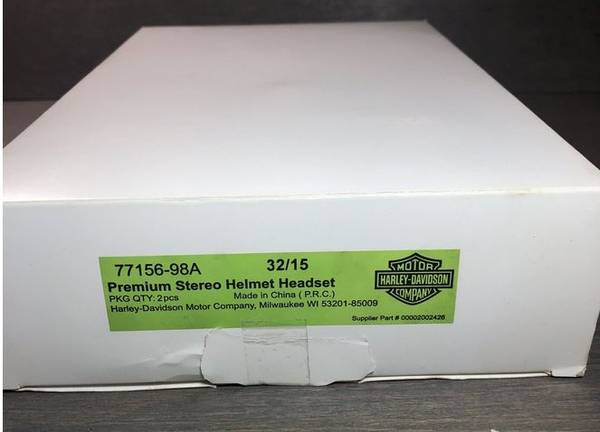 77156-98A 32/15
Premium Stereo Helmet Headset
PKG QTY: 2pcs Made in China ( P.R.C.)
Harley-Davidson Motor Company, Milwaukee WI 53201-85009
MOTOR
HARLEY-DAVIDSON
COMPANY
Supplier Part # 00002002426